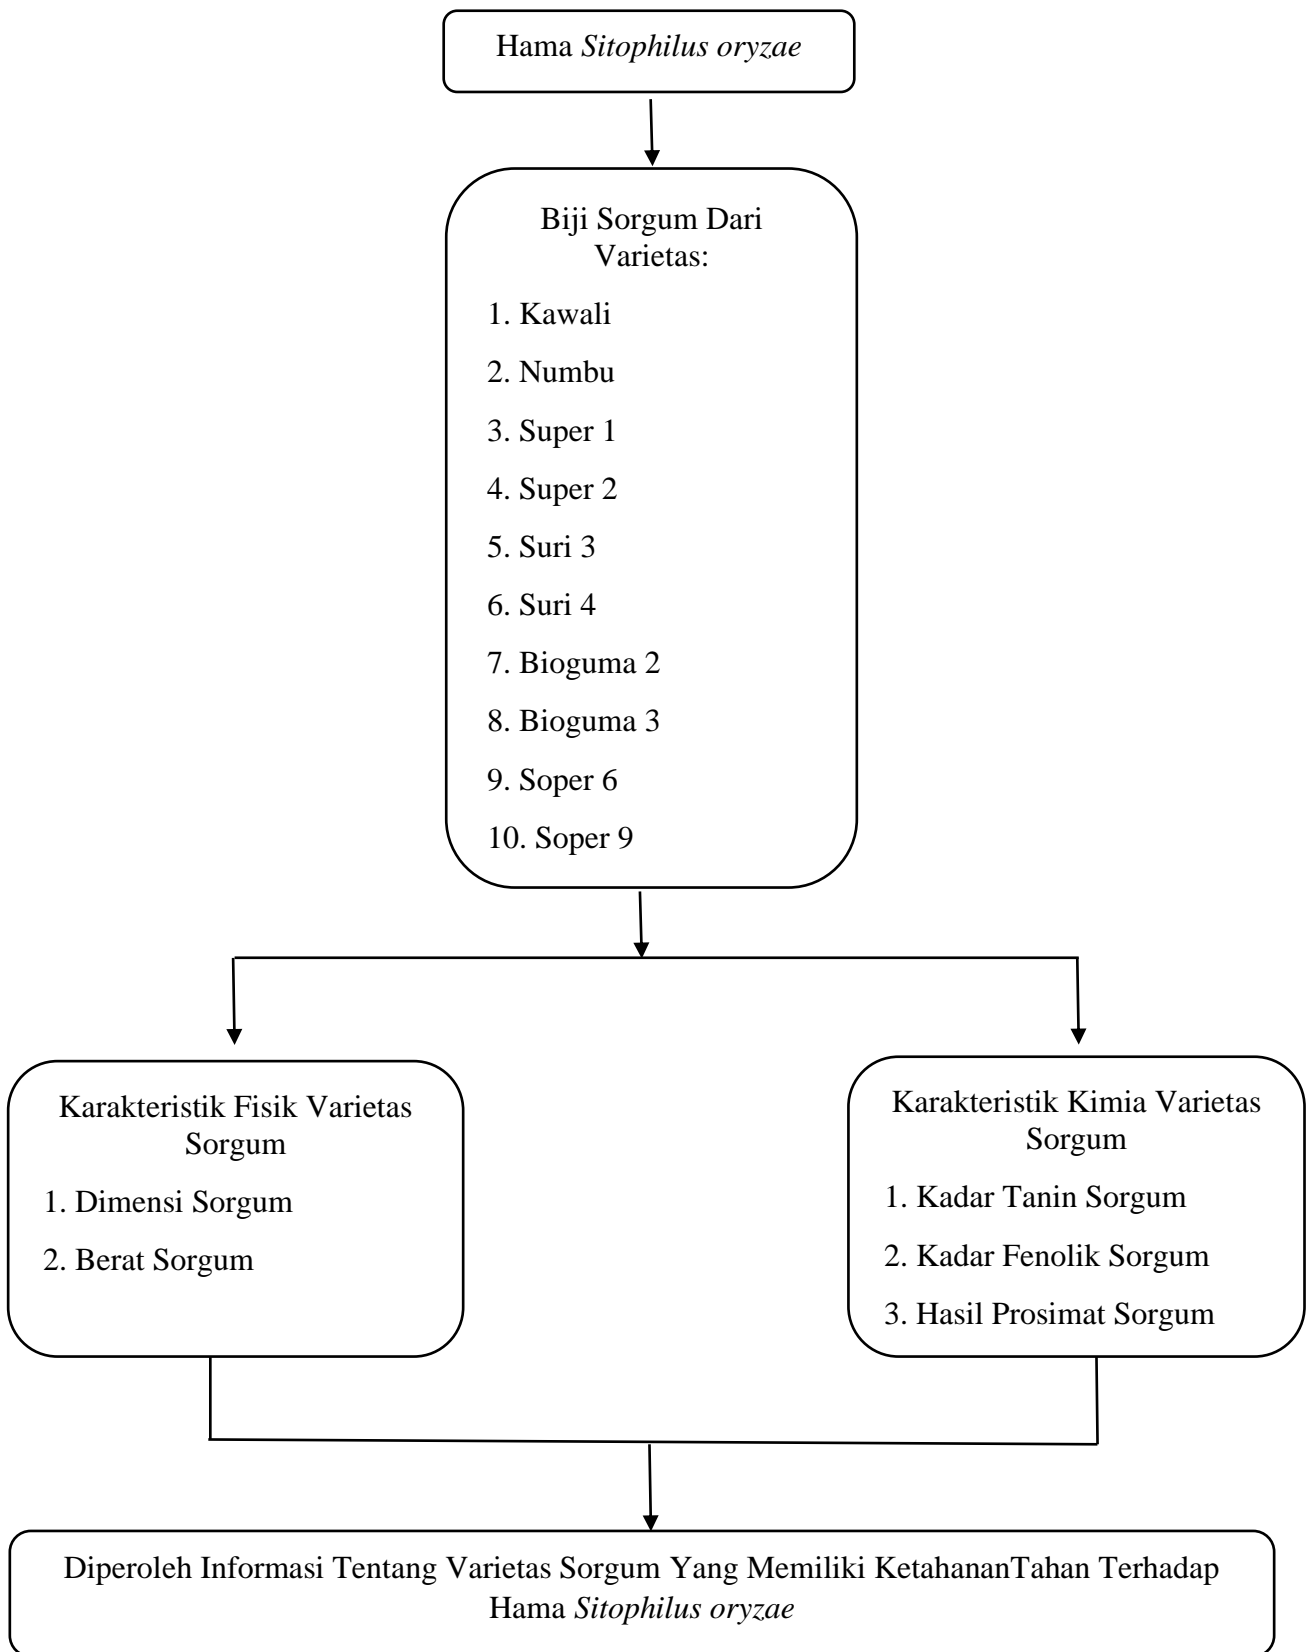 Hama Sitophilus oryzae
Biji Sorgum Dari
Varietas:
1. Kawali
2. Numbu
3. Super 1
4. Super 2
5. Suri 3
6. Suri 4
7. Bioguma 2
8. Bioguma 3
9. Soper 6
10. Soper 9
Karakteristik Fisik Varietas
Sorgum
1. Dimensi Sorgum
2. Berat Sorgum
Karakteristik Kimia Varietas
Sorgum
1. Kadar Tanin Sorgum
2. Kadar Fenolik Sorgum
3. Hasil Prosimat Sorgum
Diperoleh Informasi Tentang Varietas Sorgum Yang Memiliki KetahananTahan Terhadap
Hama Sitophilus oryzae